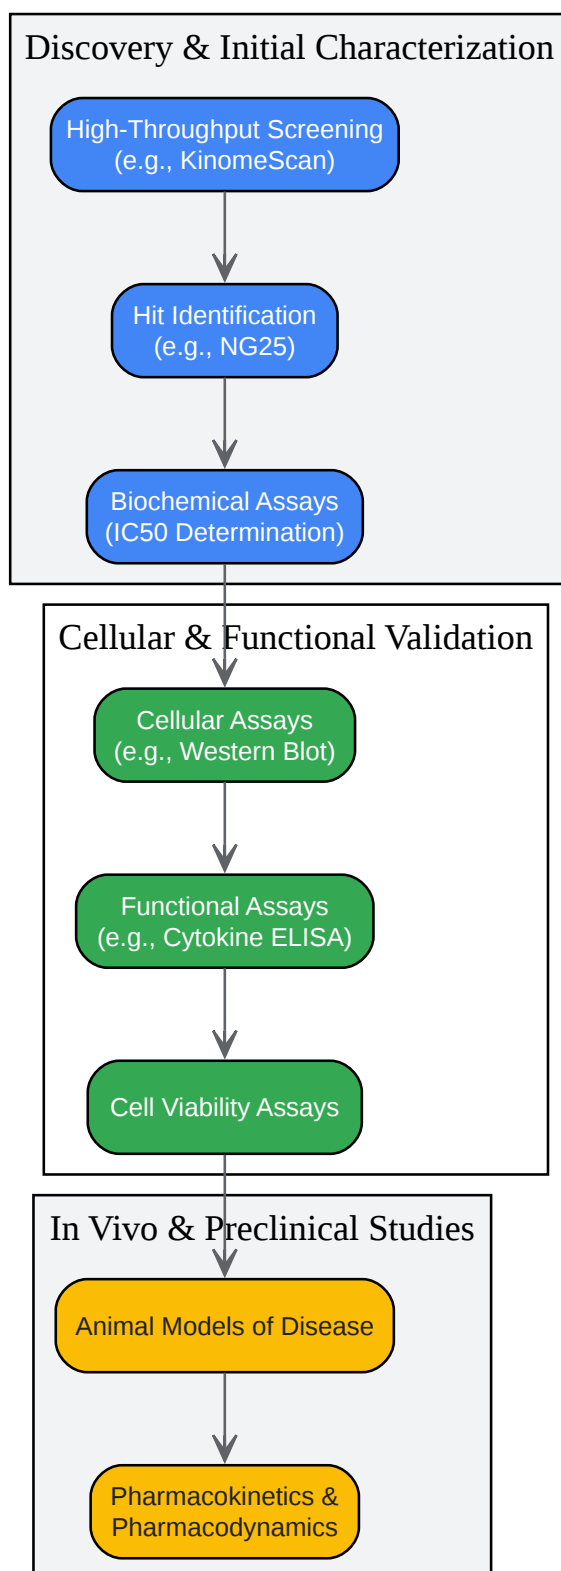 Discovery & Initial Characterization
High-Throughput Screening
(e.g., KinomeScan)
Hit Identification
(e.g., NG25)
Biochemical Assays
(IC50 Determination)
Cellular & Functional Validation
Cellular Assays
(e.g., Western Blot)
Functional Assays
(e.g., Cytokine ELISA)
Cell Viability Assays
In Vivo & Preclinical Studies
Animal Models of Disease
Pharmacokinetics &
Pharmacodynamics